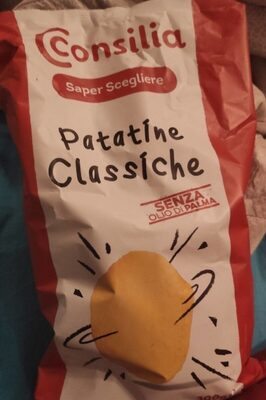 Consilia
Saper Scegliere
Patatine
Classiche
SENZA
OLIO DI PALMA